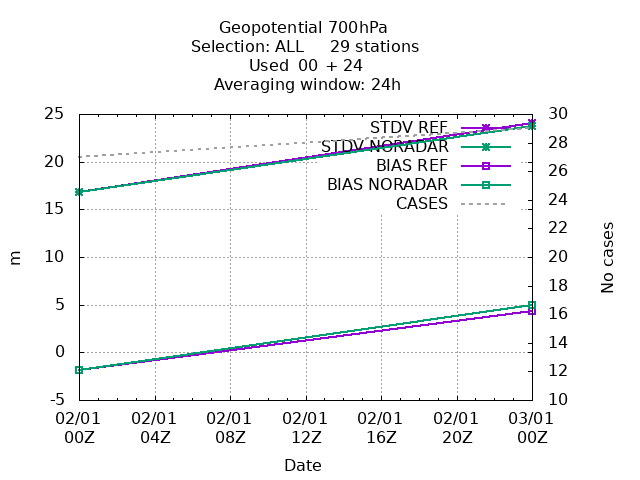 Geopotential 700hPa
Selection: ALL     29 stations
Used  00 + 24
Averaging window: 24h
25 30
STDV REF
28
STDV NORADAR
20
BIAS REF
26
BIAS NORADAR
24
15
CASES
22
10
20
5
18
16
0
14
12
-5 10
m
No cases
02/01 02/01 02/01 02/01 02/01 02/01 03/01
00Z 04Z 08Z 12Z 16Z 20Z 00Z
Date